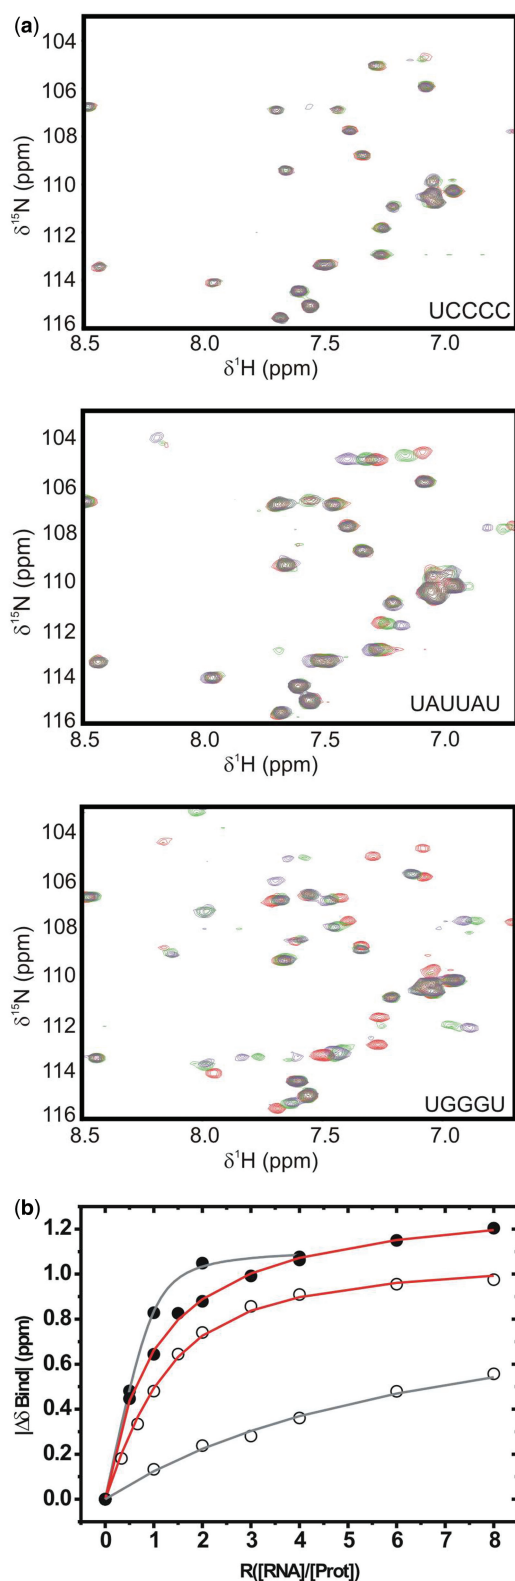 (a)
104
106
108
110
112
114
116
δ15N (ppm)
UCCCC
8.5 8.0 7.5 7.0
δ1H (ppm)
104
106
108
110
112
114
116
δ15N (ppm)
UAUUAU
8.5 8.0 7.5 7.0
δ1H (ppm)
104
106
108
110
112
114
116
δ15N (ppm)
UGGGU
8.5 8.0 7.5 7.0
δ1H (ppm)
(b)
1.2
1.0
0.8
0.6
0.4
0.2
0.0
|Δδ Bind| (ppm)
0 1 2 3 4 5 6 7 8
R([RNA]/[Prot])